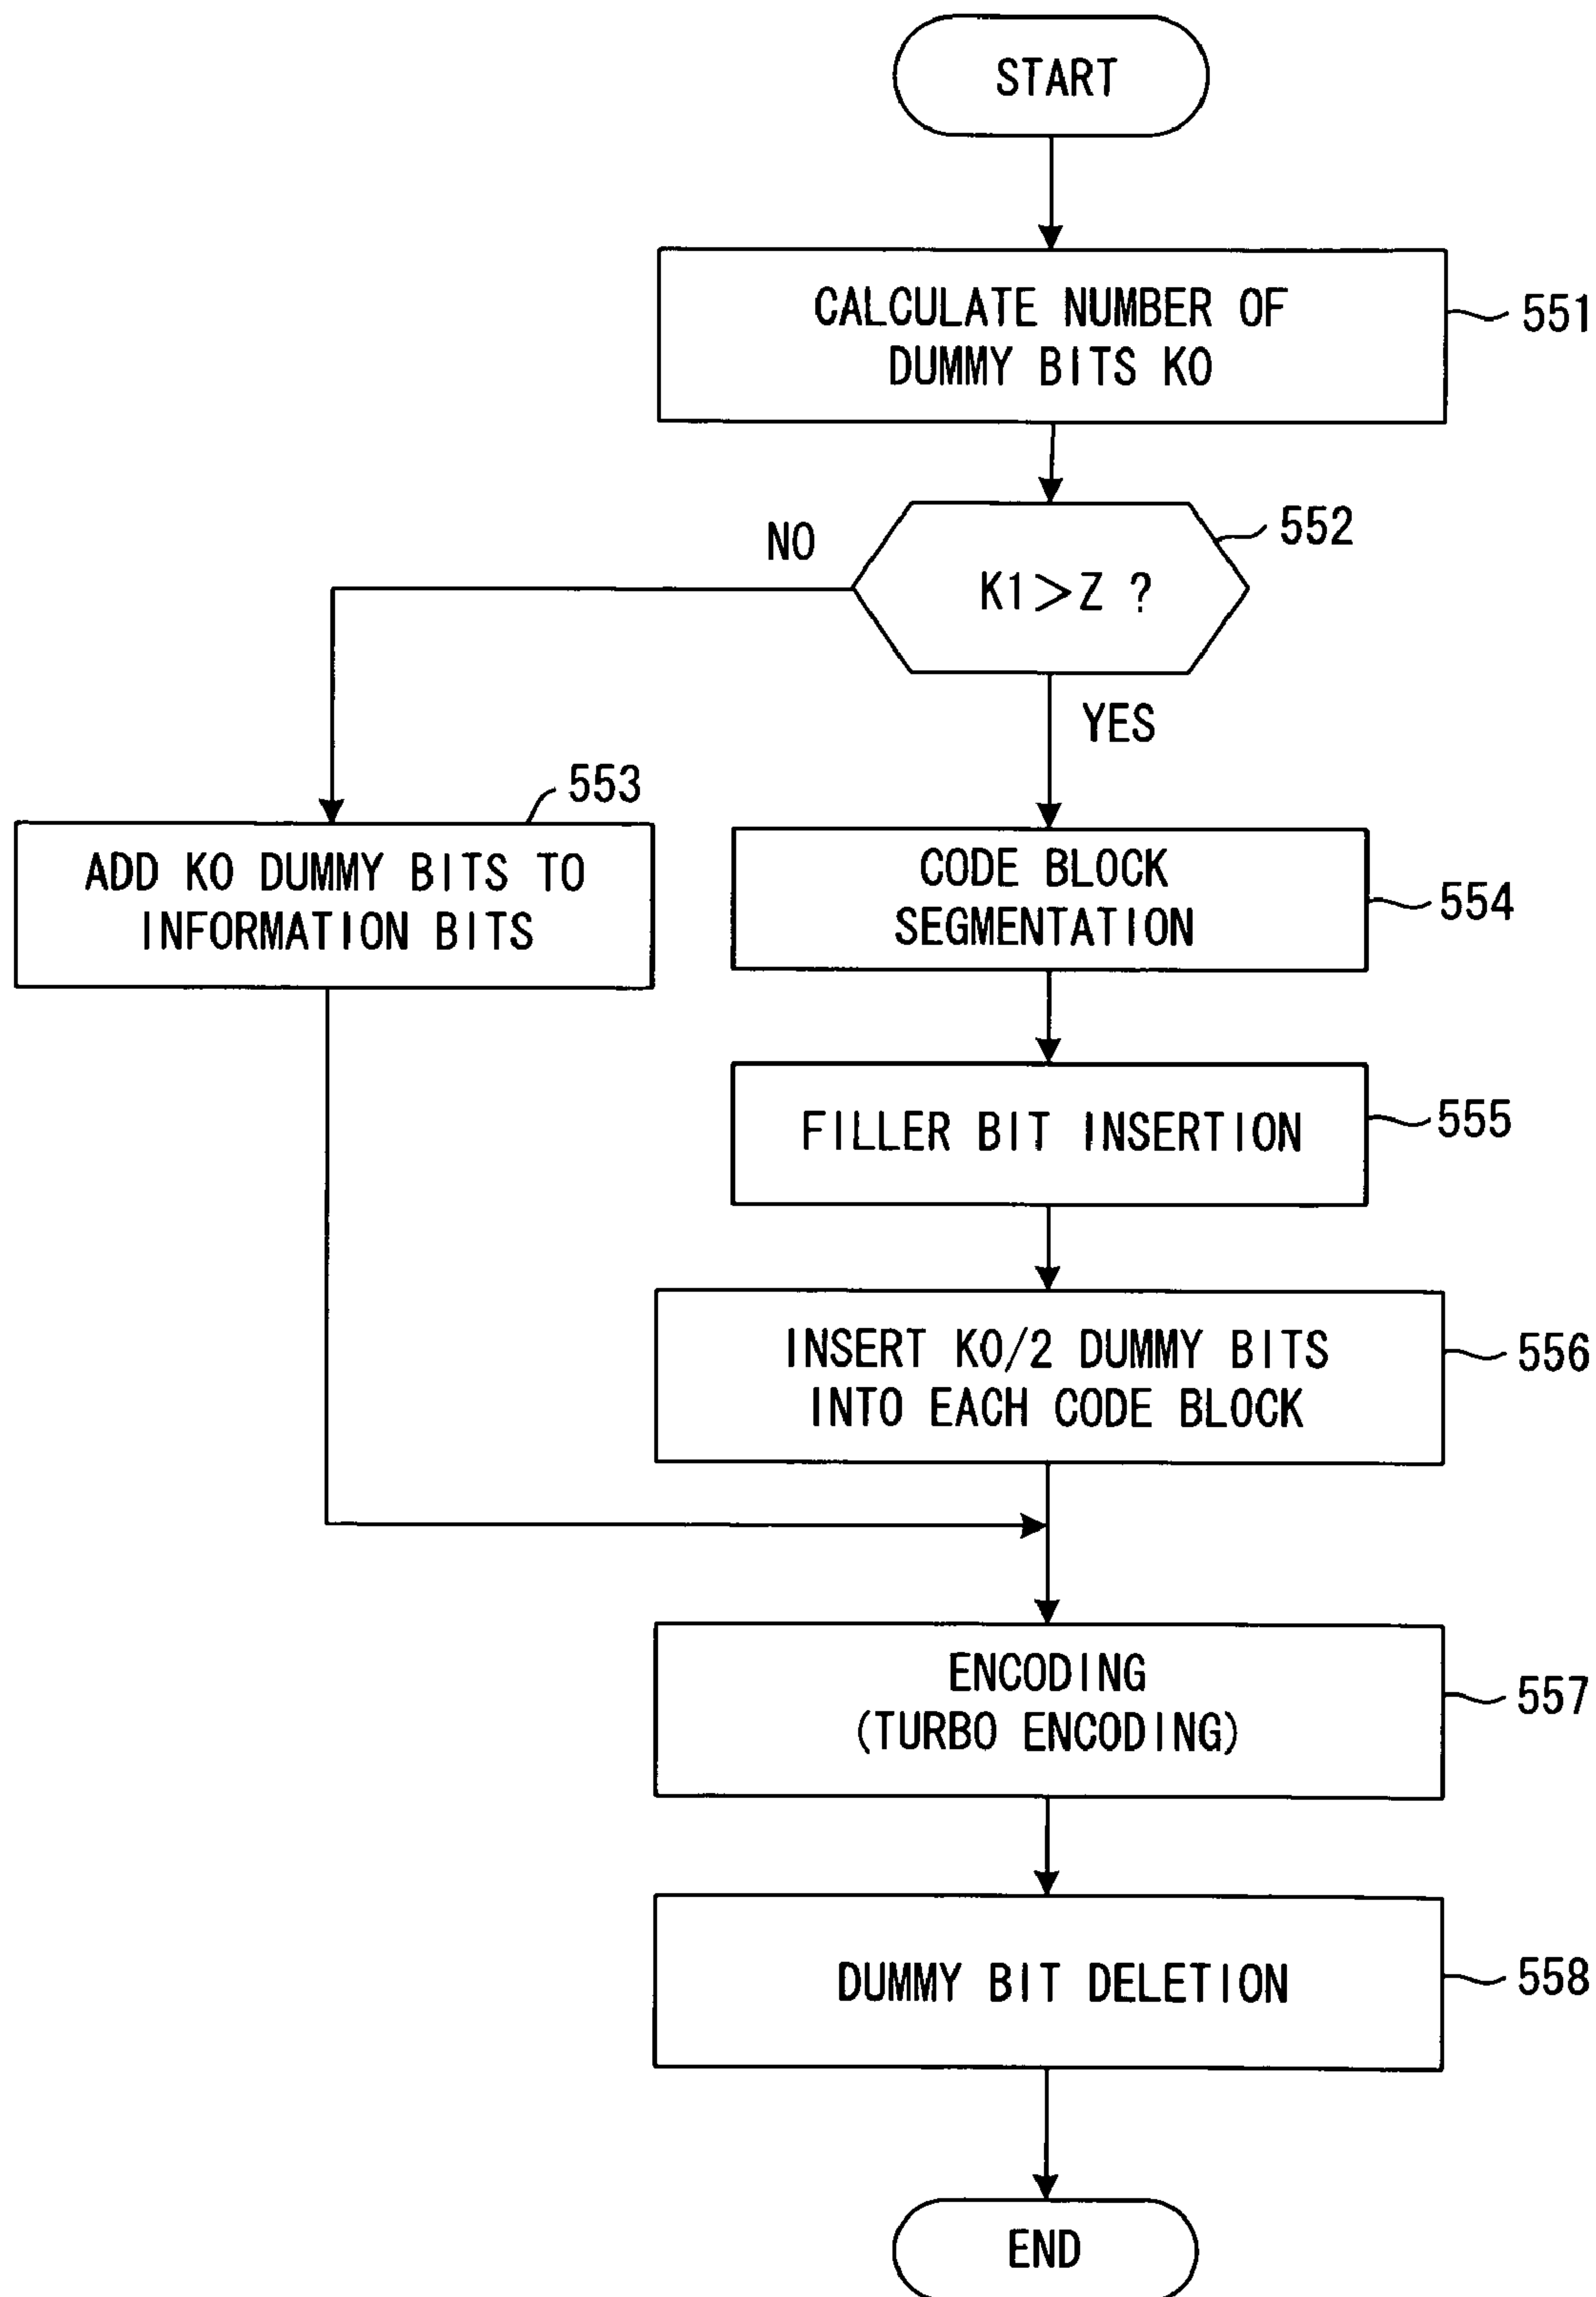 START
CALCULATE NUMBER OF
DUMMY BITS K0
551
552
NO
K1>Z ?
YES
553
ADD K0 DUMMY BITS TO
INFORMATION BITS
CODE BLOCK
SEGMENTATION
554
FILLER BIT INSERTION
555
INSERT K0/2 DUMMY BITS
INTO EACH CODE BLOCK
556
ENCODING
(TURBO ENCODING)
557
DUMMY BIT DELETION
558
END